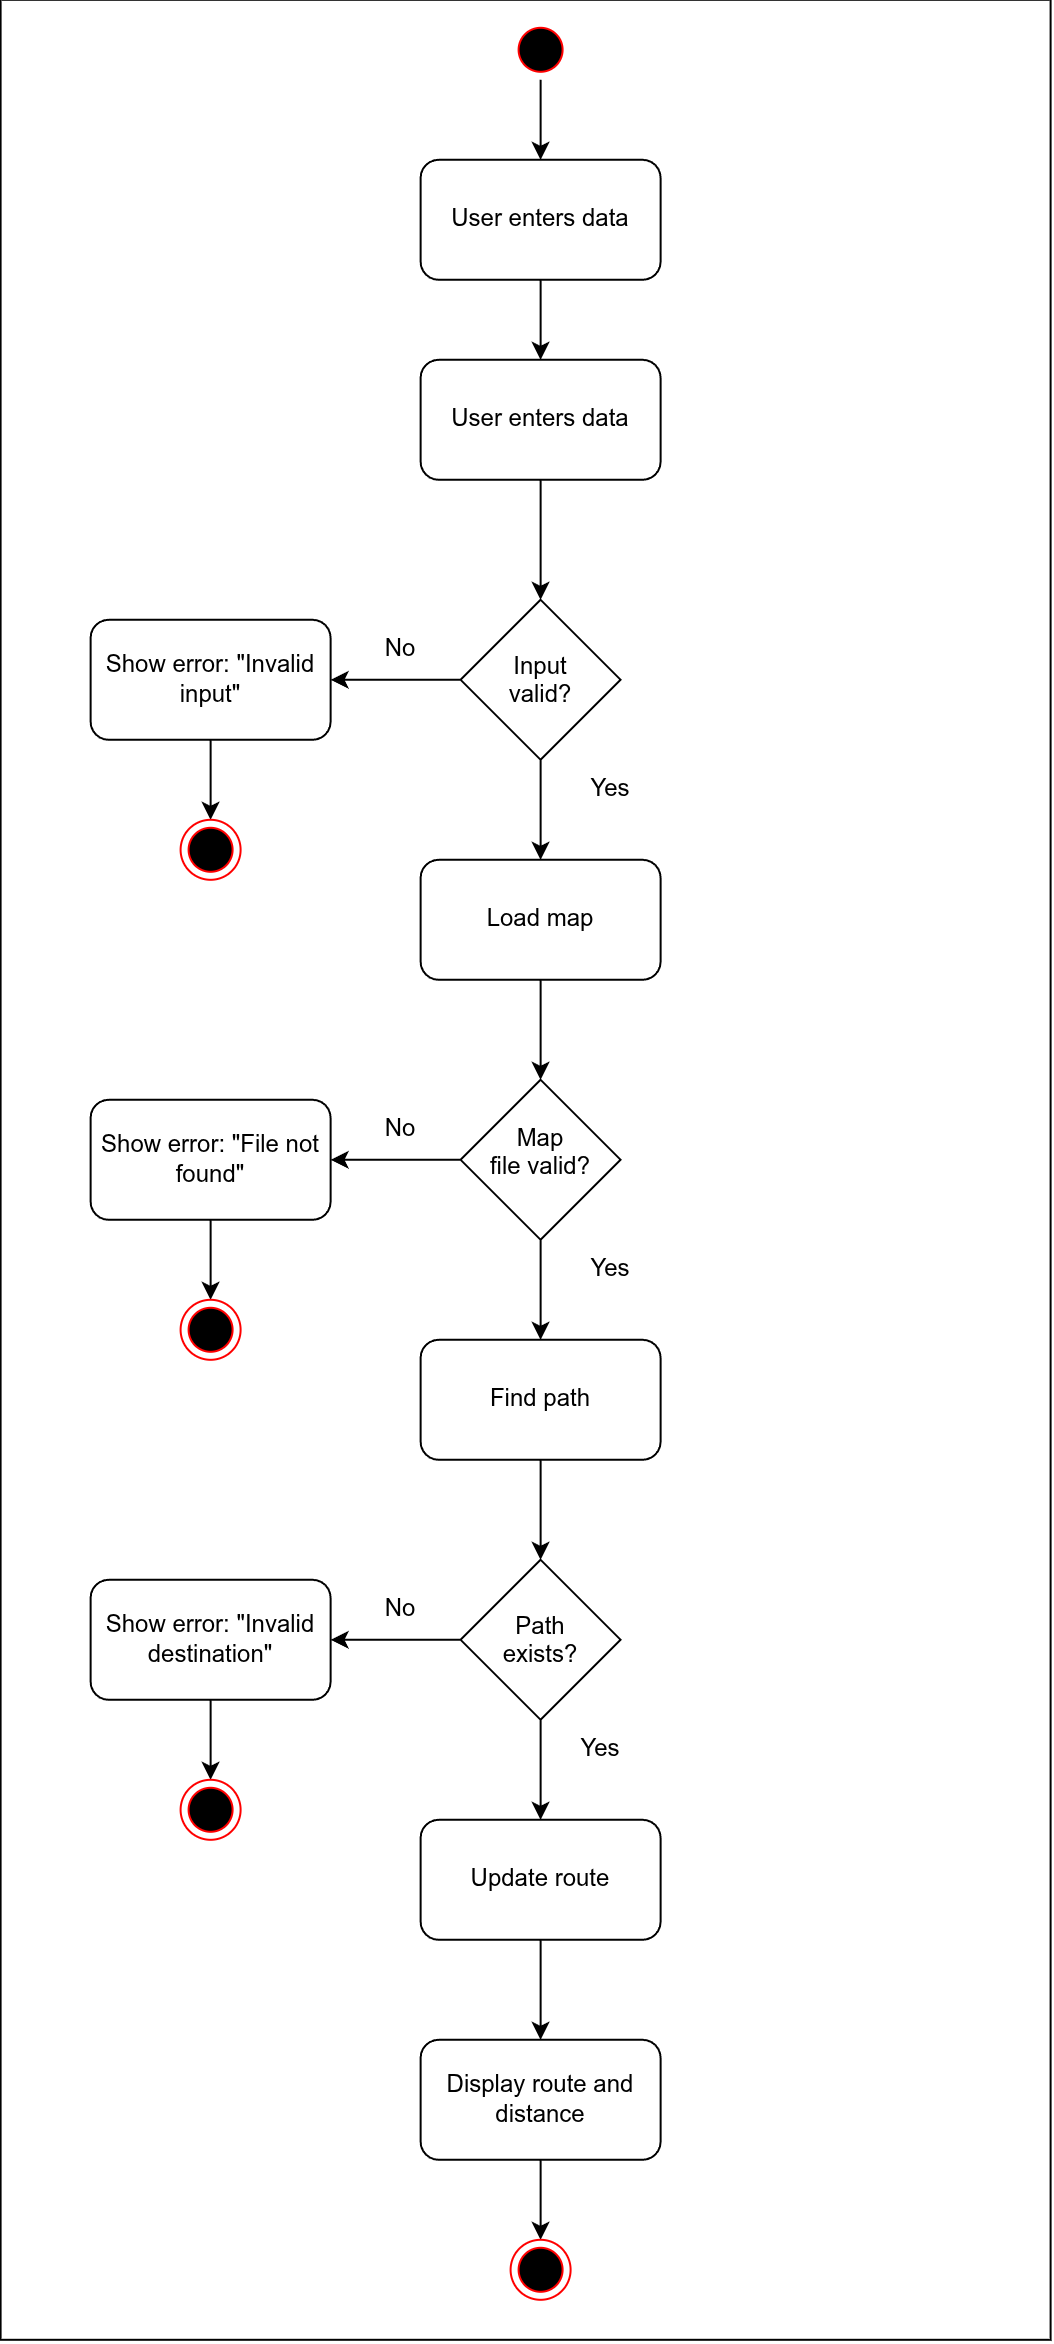 User enters data
User enters data
Input
valid?
No
Show error: "Invalid
input"
Yes
Load map
Map
file valid?
No
Show error: "File not
found"
Yes
Find path
Path
exists?
No
Show error: "Invalid
destination"
Yes
Update route
Display route and
distance